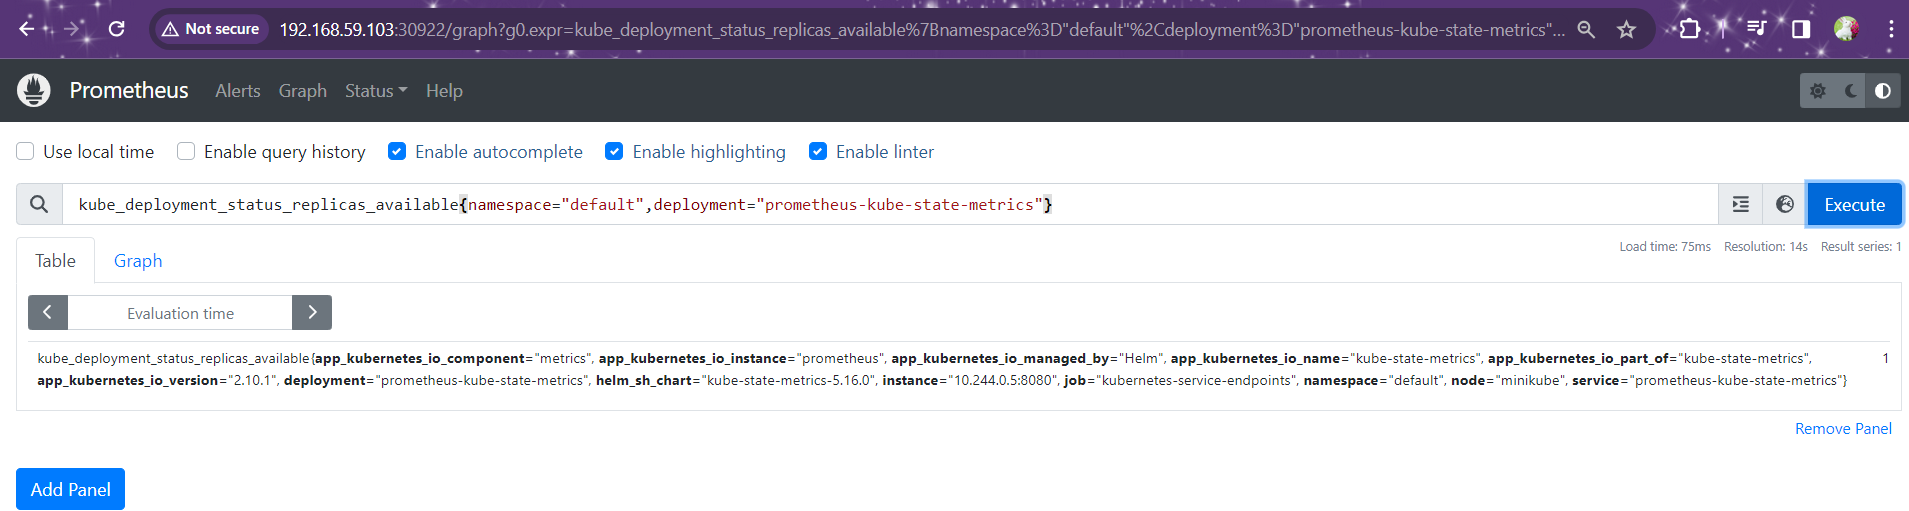 Not secure 192.168.59.103:30922/graph?g0.expr=kube_deployment_status_replicas_available%7Bnamespace%3D"default"%2Cdeployment%3D"prometheus-kube-state-metrics"...
Prometheus Alerts Graph Status Help
Use local time Enable query history Enable autocomplete Enable highlighting Enable linter
kube_deployment_status_replicas_available{namespace="default",deployment="prometheus-kube-state-metrics"} Execute
Load time: 75ms Resolution: 14s Result series: 1
Table Graph
Evaluation time
kube_deployment_status_replicas_available{app_kubernetes_io_component="metrics", app_kubernetes_io_instance="prometheus", app_kubernetes_io_managed_by="Helm", app_kubernetes_io_name="kube-state-metrics", app_kubernetes_io_part_of="kube-state-metrics", 1
app_kubernetes_io_version="2.10.1", deployment="prometheus-kube-state-metrics", helm_sh_chart="kube-state-metrics-5.16.0", instance="10.244.0.5:8080", job="kubernetes-service-endpoints", namespace="default", node="minikube", service="prometheus-kube-state-metrics"}
Remove Panel
Add Panel